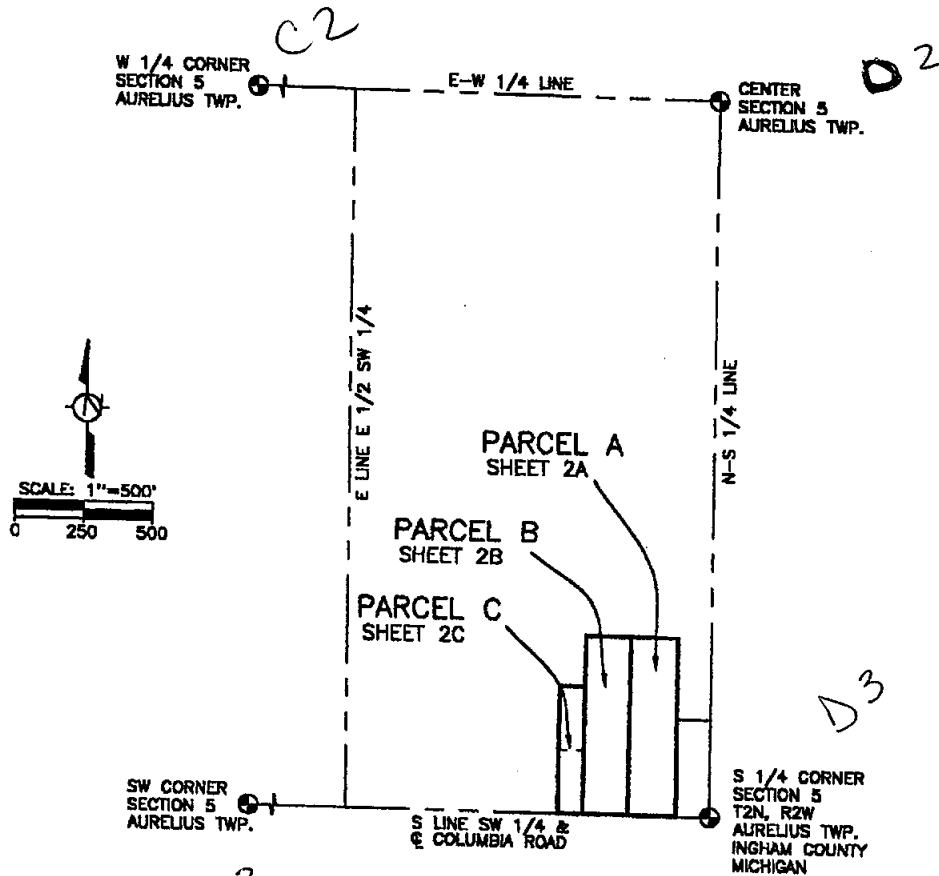 C2
W 1/4 CORNER
SECTION 5
AURELIUS TWP.
E-W 1/4 LINE
D2
CENTER
SECTION 5
AURELIUS TWP.
E LINE E 1/2 SW 1/4
N-S 1/4 LINE
SCALE: 1"=500'
0 250 500
PARCEL A
SHEET 2A
PARCEL B
SHEET 2B
PARCEL C
SHEET 2C
D3
SW CORNER
SECTION 5
AURELIUS TWP.
S LINE SW 1/4 &
℄ COLUMBIA ROAD
S 1/4 CORNER
SECTION 5
T2N, R2W
AURELIUS TWP.
INGHAM COUNTY
MICHIGAN